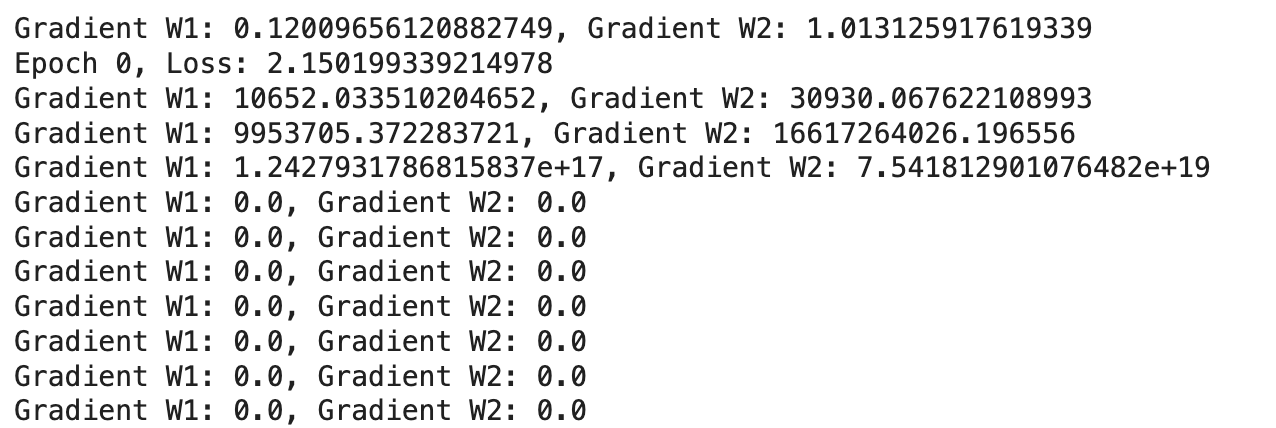 Gradient W1: 0.12009656120882749, Gradient W2: 1.013125917619339
Epoch 0, Loss: 2.150199339214978
Gradient W1: 10652.033510204652, Gradient W2: 30930.067622108993
Gradient W1: 9953705.372283721, Gradient W2: 16617264026.196556
Gradient W1: 1.2427931786815837e+17, Gradient W2: 7.541812901076482e+19
Gradient W1: 0.0, Gradient W2: 0.0
Gradient W1: 0.0, Gradient W2: 0.0
Gradient W1: 0.0, Gradient W2: 0.0
Gradient W1: 0.0, Gradient W2: 0.0
Gradient W1: 0.0, Gradient W2: 0.0
Gradient W1: 0.0, Gradient W2: 0.0
Gradient W1: 0.0, Gradient W2: 0.0